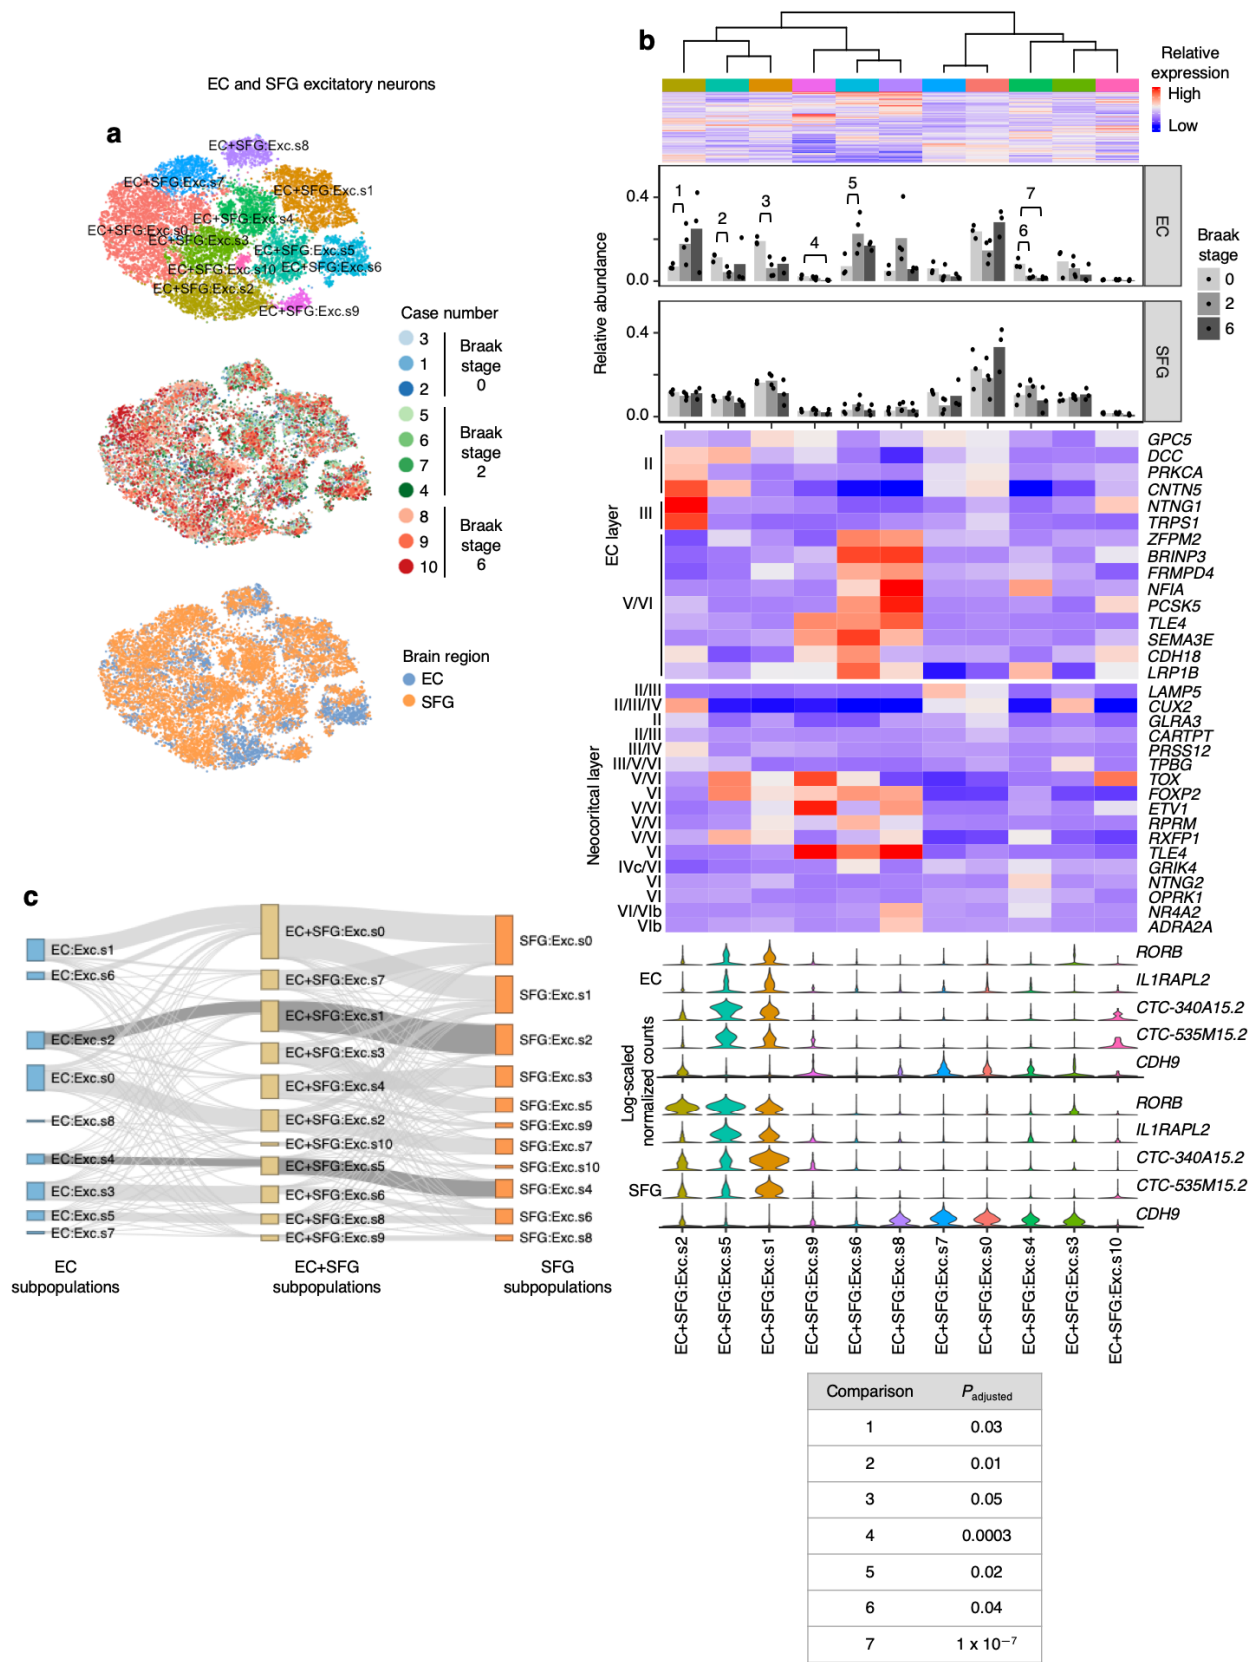 EC and SFG excitatory neurons
a
EC+SFG:Exc.s8
EC+SFG:Exc.s7
EC+SFG:Exc.s1
EC+SFG:Exc.s4
EC+SFG:Exc.s0
EC+SFG:Exc.s3
EC+SFG:Exc.s5
EC+SFG:Exc.s10
EC+SFG:Exc.s6
EC+SFG:Exc.s2
EC+SFG:Exc.s9
Case number
3
1
2
Braak
stage
0
5
6
7
4
Braak
stage
2
8
9
10
Braak
stage
6
Brain region
EC
SFG
b
Relative
expression
High
Low
Relative abundance
0.4
0.2
0.0
1
2
3
4
5
6
7
EC
0.4
0.2
0.0
SFG
Braak
stage
0
2
6
EC layer
II
III
V/VI
GPC5
DCC
PRKCA
CNTN5
NTNG1
TRPS1
ZFPM2
BRINP3
FRMPD4
NFIA
PCSK5
TLE4
SEMA3E
CDH18
LRP1B
Neocoritcal layer
II/III LAMP5
II/III/IV CUX2
II GLRA3
II/III CARTPT
III/IV PRSS12
III/V/VI TPBG
V/VI TOX
VI FOXP2
V/VI ETV1
V/VI RPRM
V/VI RXFP1
VI TLE4
IVc/VI GRIK4
VI NTNG2
VI OPRK1
VI/VIb NR4A2
VIb ADRA2A
Log-scaled
normalized counts
EC
RORB
IL1RAPL2
CTC-340A15.2
CTC-535M15.2
CDH9
SFG
RORB
IL1RAPL2
CTC-340A15.2
CTC-535M15.2
CDH9
EC+SFG:Exc.s2
EC+SFG:Exc.s5
EC+SFG:Exc.s1
EC+SFG:Exc.s9
EC+SFG:Exc.s6
EC+SFG:Exc.s8
EC+SFG:Exc.s7
EC+SFG:Exc.s0
EC+SFG:Exc.s4
EC+SFG:Exc.s3
EC+SFG:Exc.s10
Comparison Padjusted
1 0.03
2 0.01
3 0.05
4 0.0003
5 0.02
6 0.04
7 1 x 10−7
c
EC:Exc.s1
EC:Exc.s6
EC:Exc.s2
EC:Exc.s0
EC:Exc.s8
EC:Exc.s4
EC:Exc.s3
EC:Exc.s5
EC:Exc.s7
EC
subpopulations
EC+SFG:Exc.s0
EC+SFG:Exc.s7
EC+SFG:Exc.s1
EC+SFG:Exc.s3
EC+SFG:Exc.s4
EC+SFG:Exc.s2
EC+SFG:Exc.s10
EC+SFG:Exc.s5
EC+SFG:Exc.s6
EC+SFG:Exc.s8
EC+SFG:Exc.s9
EC+SFG
subpopulations
SFG:Exc.s0
SFG:Exc.s1
SFG:Exc.s2
SFG:Exc.s3
SFG:Exc.s5
SFG:Exc.s9
SFG:Exc.s7
SFG:Exc.s10
SFG:Exc.s4
SFG:Exc.s6
SFG:Exc.s8
SFG
subpopulations